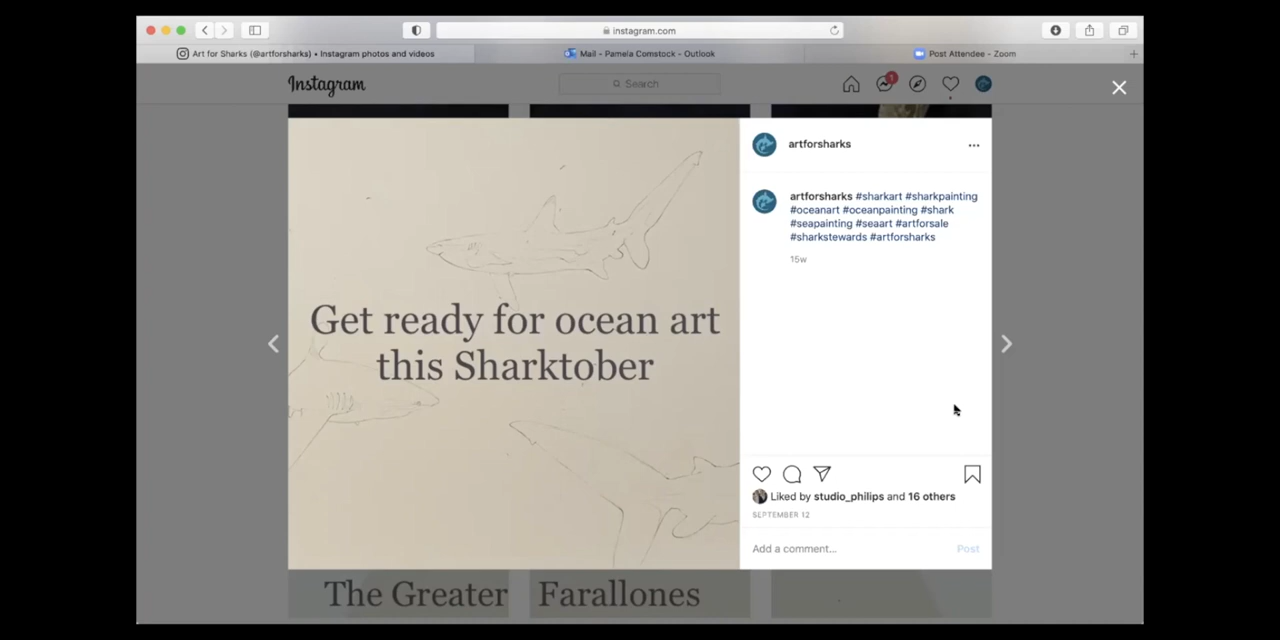 instagram.com
Art for Sharks (@artforsharks) • Instagram photos and videos
Mail - Pamela Comstock - Outlook
Post Attendee - Zoom
Instagram
Search
1
artforsharks
artforsharks #sharkart #sharkpainting
#oceanart #oceanpainting #shark
#seapainting #seaart #artforsale
#sharkstewards #artforsharks
15w
Get ready for ocean art
this Sharktober
Liked by studio_philips and 16 others
SEPTEMBER 12
Add a comment...
Post
The Greater Farallones